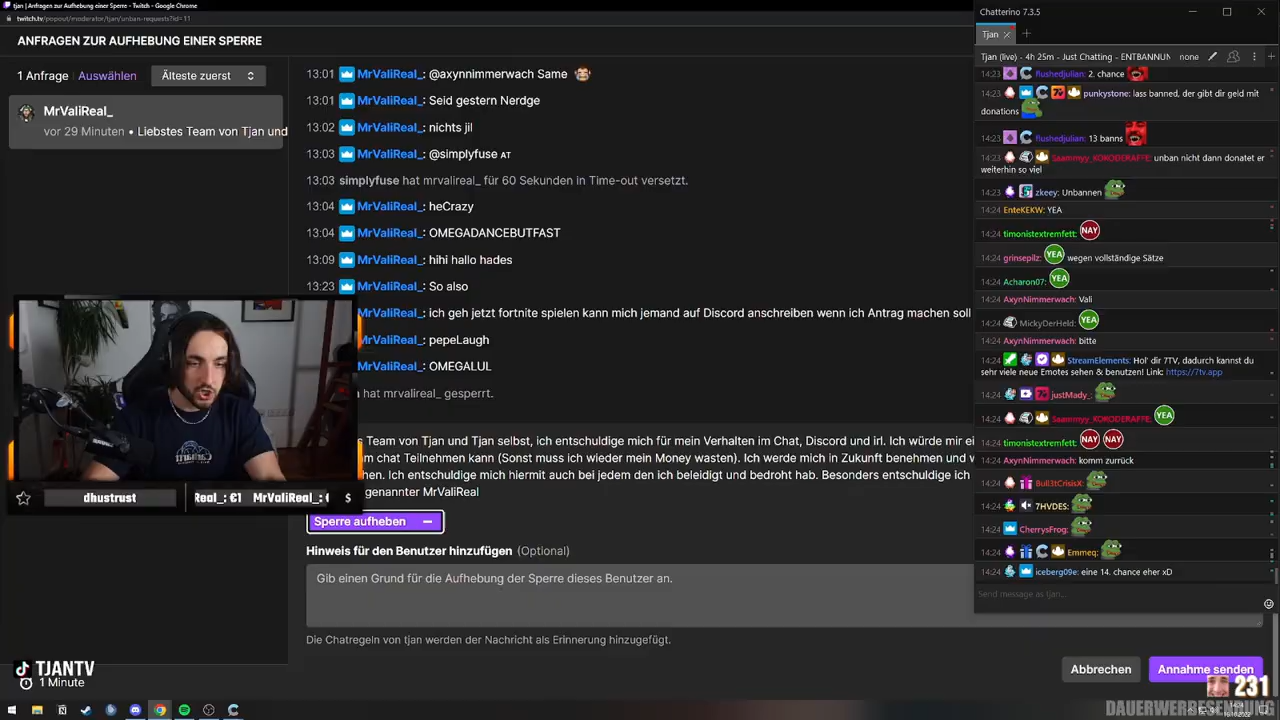 tjan | Anfragen zur Aufhebung einer Sperre - Twitch - Google Chrome
twitch.tv/popout/moderator/tjan/unban-requests?id=11
ANFRAGEN ZUR AUFHEBUNG EINER SPERRE
1 Anfrage Auswählen Älteste zuerst
MrValiReal_
vor 29 Minuten • Liebstes Team von Tjan und
13:01 MrValiReal_: @axynnimmerwach Same
13:01 MrValiReal_: Seid gestern Nerdge
13:02 MrValiReal_: nichts jil
13:03 MrValiReal_: @simplyfuse AT
13:03 simplyfuse hat mrvalireal_ für 60 Sekunden in Time-out versetzt.
13:04 MrValiReal_: heCrazy
13:04 MrValiReal_: OMEGADANCEBUTFAST
13:09 MrValiReal_: hihi hallo hades
13:23 MrValiReal_: So also
MrValiReal_: ich geh jetzt fortnite spielen kann mich jemand auf Discord anschreiben wenn ich Antrag machen soll
MrValiReal_: pepeLaugh
MrValiReal_: OMEGALUL
hat mrvalireal_ gesperrt.
Team von Tjan und Tjan selbst, ich entschuldige mich für mein Verhalten im Chat, Discord und irl. Ich würde mir
chat Teilnehmen kann (Sonst muss ich wieder mein Money wasten). Ich werde mich in Zukunft benehmen und
Ich entschuldige mich hiermit auch bei jedem den ich beleidigt und bedroht hab. Besonders entschuldige
genannter MrValiReal
Sperre aufheben
Hinweis für den Benutzer hinzufügen (Optional)
Gib einen Grund für die Aufhebung der Sperre dieses Benutzer an.
Die Chatregeln von tjan werden der Nachricht als Erinnerung hinzugefügt.
Abbrechen Annahme senden
dhustrust
Real_: €1 MrValiReal_: $
TJANTV
1 Minute
Chatterino 7.3.5
Tjan
Tjan (live) - 4h 25m - Just Chatting - ENTBANNUN none
14:23 flushedjulian: 2. chance
14:23 punkystone: lass banned, der gibt dir geld mit
donations
14:23 flushedjulian: 13 banns
14:23 Saammyy_KOKODERAFFE: unban nicht dann donatet er
weiterhin so viel
14:23 zkeey: Unbannen
14:24 EnteKEKW: YEA
14:24 timonistextremfett: NAY
14:24 grinsepilz: YEA wegen vollständige Sätze
14:24 Acharon07: YEA
14:24 AxynNimmerwach: Vali
14:24 MickyDerHeld: YEA
14:24 AxynNimmerwach: bitte
14:24 StreamElements: Hol' dir 7TV, dadurch kannst du
sehr viele neue Emotes sehen & benutzen! Link: https://7tv.app
14:24 justMady_:
14:24 Saammyy_KOKODERAFFE: YEA
14:24 timonistextremfett: NAY NAY
14:24 AxynNimmerwach: komm zurück
14:24 Bull3tCrisisX:
14:24 7HVDES:
14:24 CherrysFrog:
14:24 Emmeq:
14:24 iceberg09e: eine 14. chance eher xD
Send message as tjan...
231
DAUERWERBESENDUNG